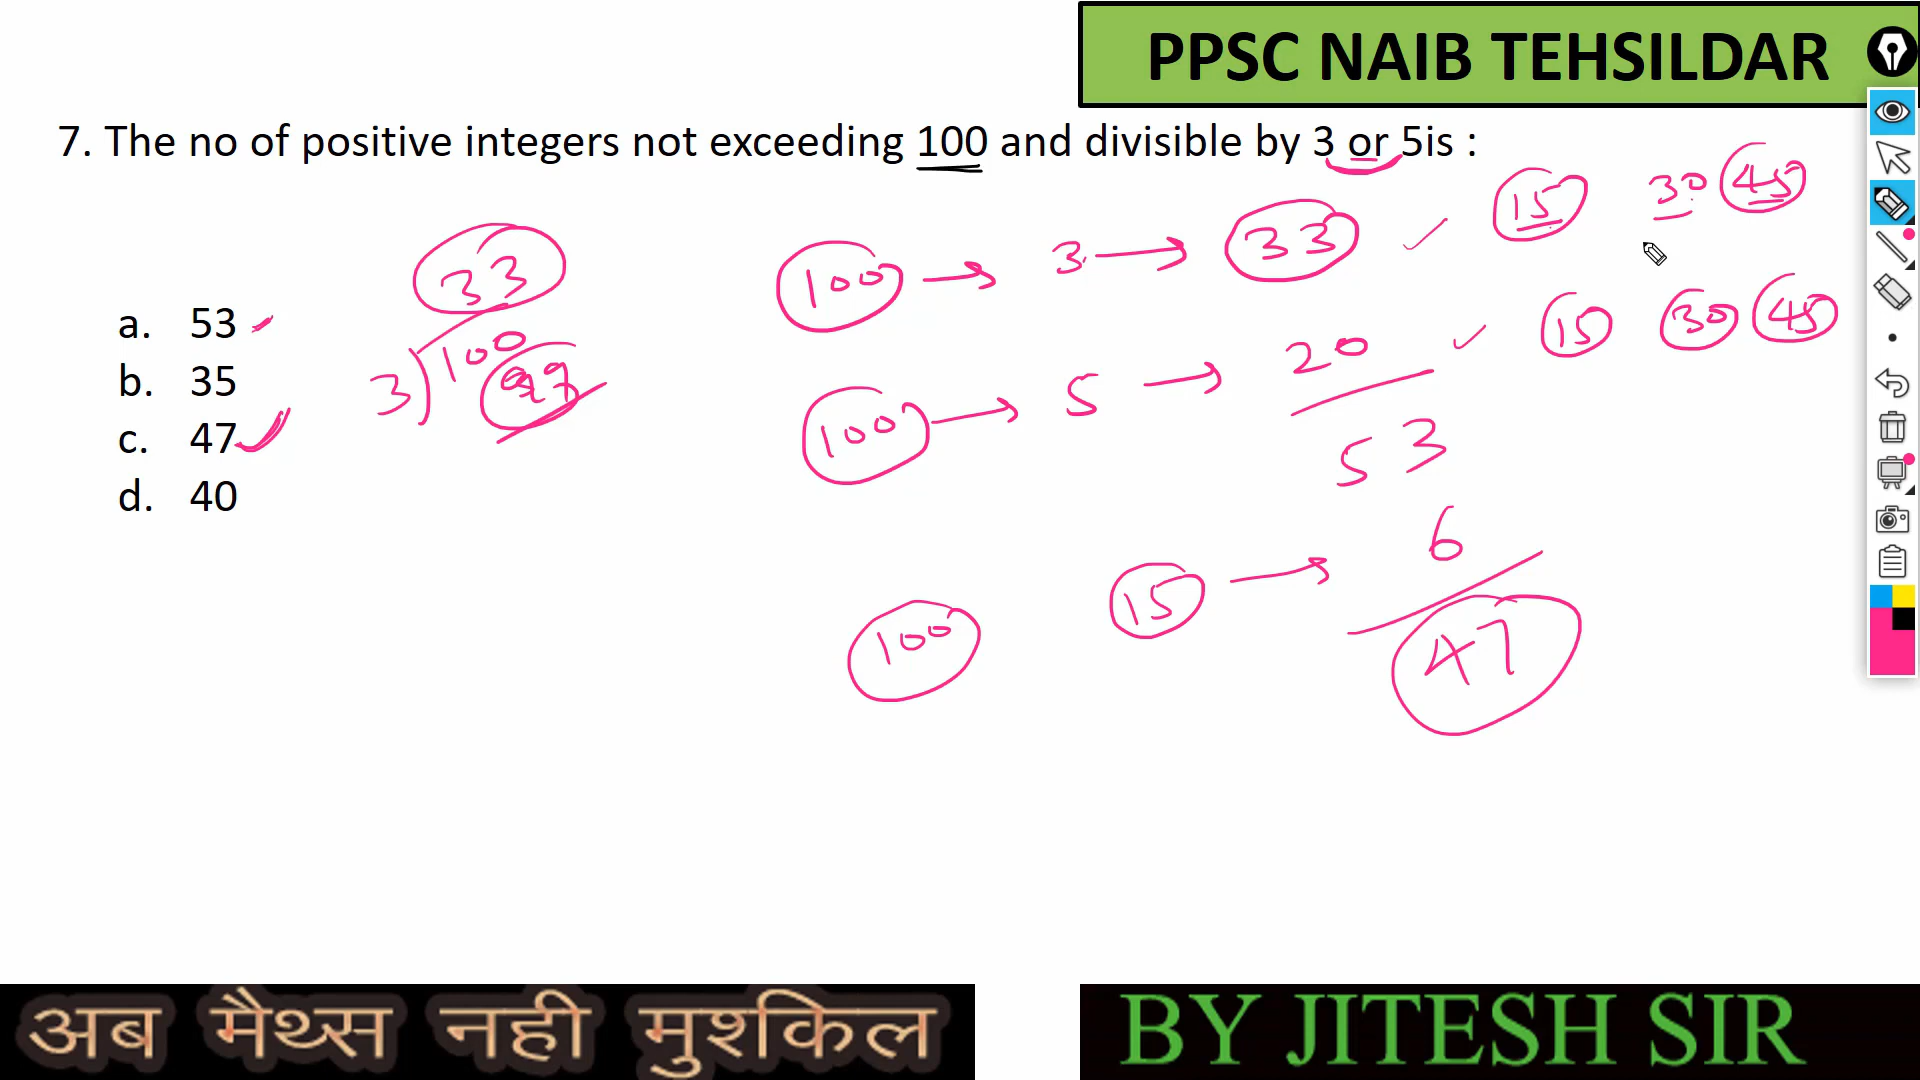 PPSC NAIB TEHSILDAR
7. The no of positive integers not exceeding 100 and divisible by 3 or 5is :
15 30 45
33
100 → 3 → 33
a. 53
15 30 45
3 100
99
100 → 5 → 20
b. 35
c. 47
53
d. 40
6
100 15 →
47
अब मैथ्स नही मुश्किल
BY JITESH SIR